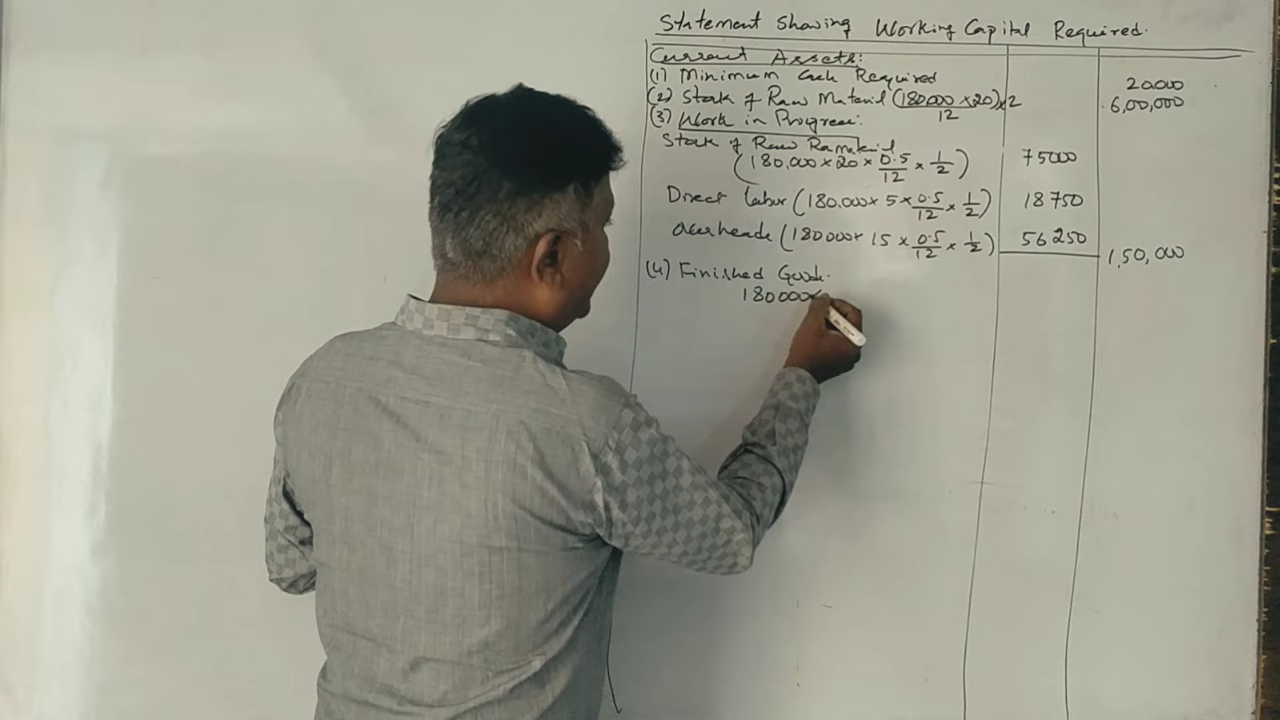 Statement Showing Working Capital Required.
Current Assets:
(1) Minimum Cash Required 20000
(2) Stock of Raw Material (180,000 × 20)/12 × 2 6,00,000
(3) Work in Progress:
Stock of Raw Ramaterial
(180,000 × 20 × 0.5/12 × 1/2) 75000
Direct labor (180,000 × 5 × 0.5/12 × 1/2) 18750
Overheads (180000 × 15 × 0.5/12 × 1/2) 56250
1,50,000
(4) Finished Goods.
180000×